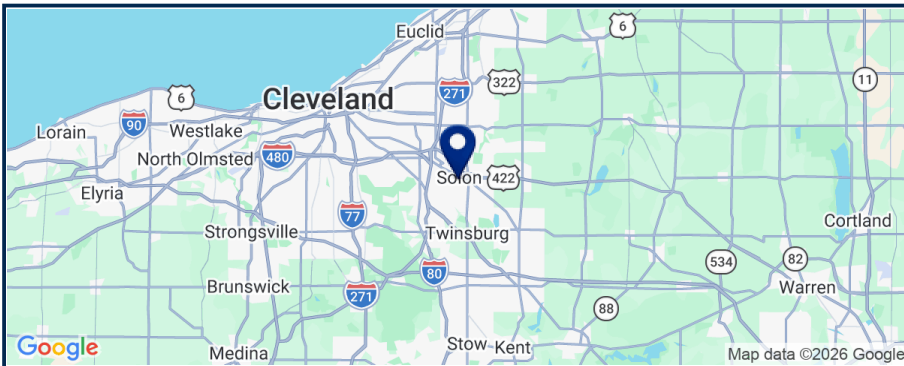 Euclid
6
322
11
271
Cleveland
6
90
Lorain
Westlake
North Olmsted
480
Solon
422
Elyria
77
Cortland
Strongsville
Twinsburg
534
82
80
Brunswick
271
Warren
88
Google
Medina
Stow
Kent
Map data ©2026 Google